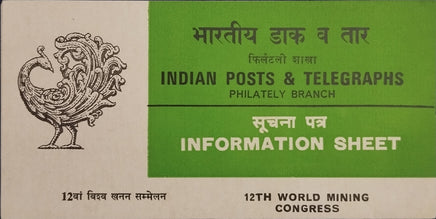 भारतीय डाक व तार
फिलैटली शाखा
INDIAN POSTS & TELEGRAPHS
PHILATELY BRANCH
सूचना पत्र
INFORMATION SHEET
12वां विश्व खनन सम्मेलन
12TH WORLD MINING
CONGRESS